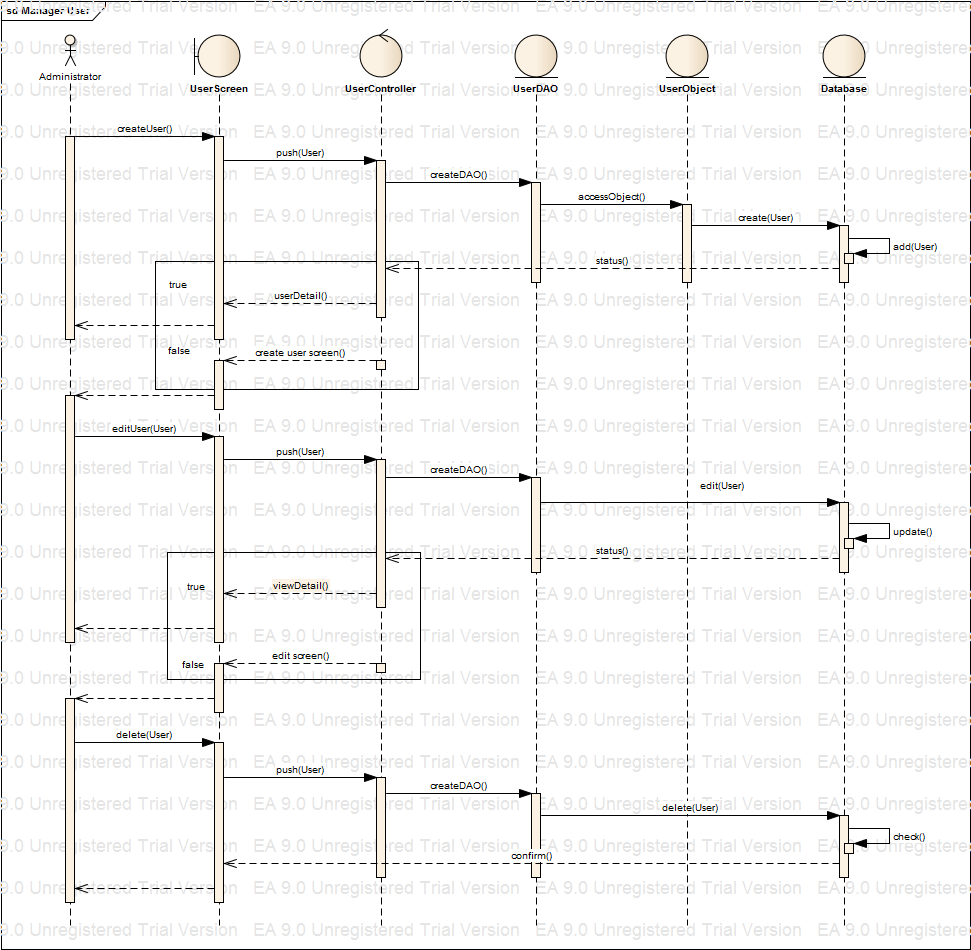 sd Manager User
Administrator
UserScreen
UserController
UserDAO
UserObject
Database
createUser()
push(User)
createDAO()
accessObject()
create(User)
add(User)
status()
true
userDetail()
false
create user screen()
editUser(User)
push(User)
createDAO()
edit(User)
update()
status()
true
viewDetail()
false
edit screen()
delete(User)
push(User)
createDAO()
delete(User)
check()
confirm()
EA 9.0 Unregistered Trial Version